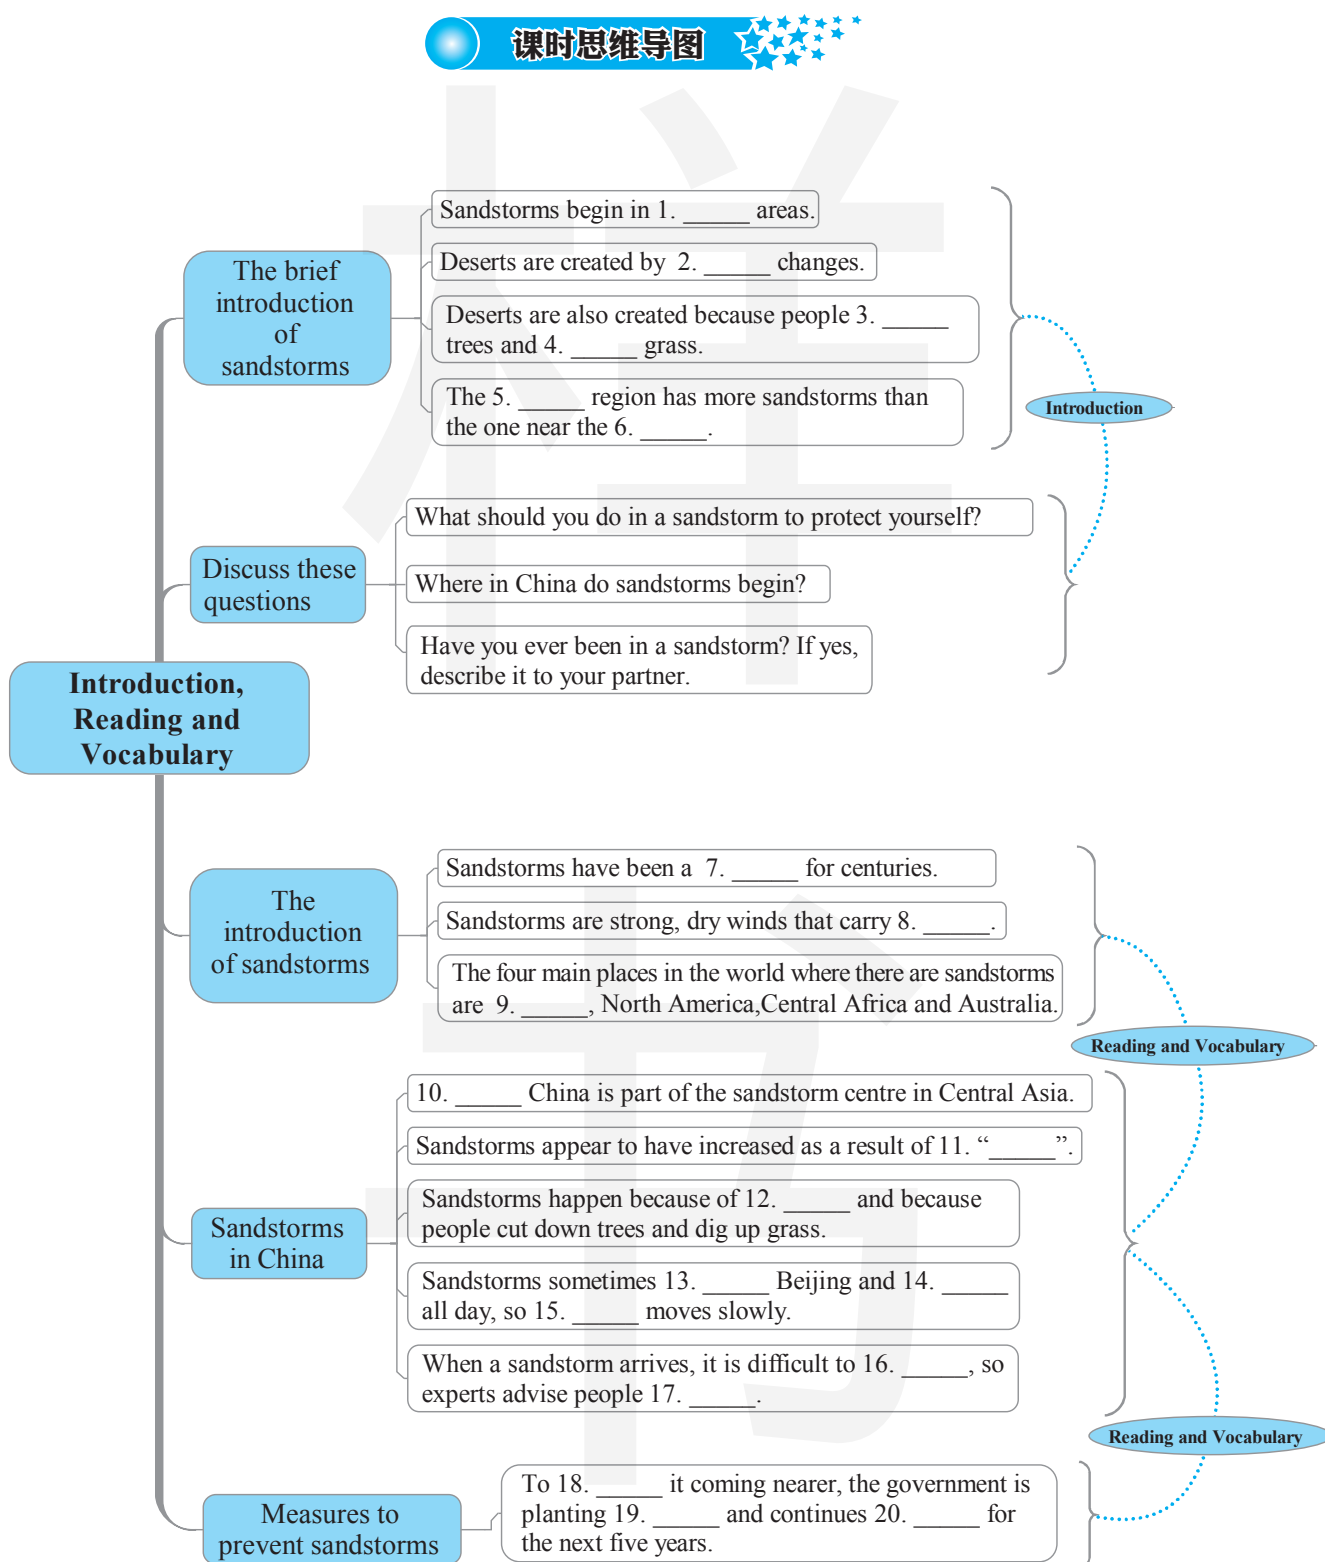 课时思维导图
样书
Sandstorms begin in 1. _____ areas.
The brief
introduction
of
sandstorms
Deserts are created by 2. _____ changes.
Deserts are also created because people 3. _____
trees and 4. _____ grass.
The 5. _____ region has more sandstorms than
the one near the 6. _____.
Introduction
What should you do in a sandstorm to protect yourself?
Discuss these
questions
Where in China do sandstorms begin?
Have you ever been in a sandstorm? If yes,
describe it to your partner.
Introduction,
Reading and
Vocabulary
Sandstorms have been a 7. _____ for centuries.
The
introduction
of sandstorms
Sandstorms are strong, dry winds that carry 8. _____.
The four main places in the world where there are sandstorms
are 9. _____, North America,Central Africa and Australia.
Reading and Vocabulary
10. _____ China is part of the sandstorm centre in Central Asia.
Sandstorms appear to have increased as a result of 11. “_____”.
Sandstorms happen because of 12. _____ and because
people cut down trees and dig up grass.
Sandstorms
in China
Sandstorms sometimes 13. _____ Beijing and 14. _____
all day, so 15. _____ moves slowly.
When a sandstorm arrives, it is difficult to 16. _____, so
experts advise people 17. _____.
Reading and Vocabulary
Measures to
prevent sandstorms
To 18. _____ it coming nearer, the government is
planting 19. _____ and continues 20. _____ for
the next five years.